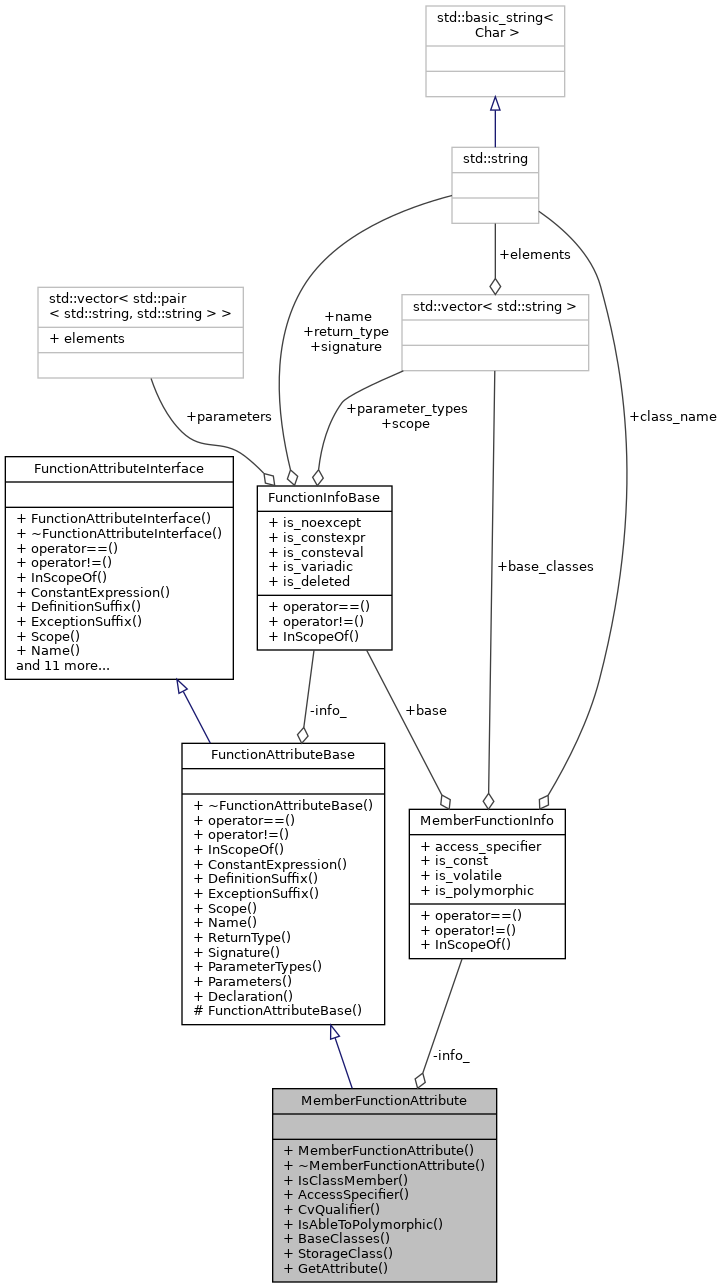 std::basic_string<
Char >
std::string
+elements
std::vector< std::pair
< std::string, std::string > >
+ elements
std::vector< std::string >
+name
+return_type
+signature
+parameters
+parameter_types
+scope
+class_name
FunctionAttributeInterface
+ FunctionAttributeInterface()
+ ~FunctionAttributeInterface()
+ operator==()
+ operator!=()
+ InScopeOf()
+ ConstantExpression()
+ DefinitionSuffix()
+ ExceptionSuffix()
+ Scope()
+ Name()
and 11 more...
FunctionInfoBase
+ is_noexcept
+ is_constexpr
+ is_consteval
+ is_variadic
+ is_deleted
+ operator==()
+ operator!=()
+ InScopeOf()
+base_classes
-info_
+base
FunctionAttributeBase
+ ~FunctionAttributeBase()
+ operator==()
+ operator!=()
+ InScopeOf()
+ ConstantExpression()
+ DefinitionSuffix()
+ ExceptionSuffix()
+ Scope()
+ Name()
+ ReturnType()
+ Signature()
+ ParameterTypes()
+ Parameters()
+ Declaration()
# FunctionAttributeBase()
MemberFunctionInfo
+ access_specifier
+ is_const
+ is_volatile
+ is_polymorphic
+ operator==()
+ operator!=()
+ InScopeOf()
-info_
MemberFunctionAttribute
+ MemberFunctionAttribute()
+ ~MemberFunctionAttribute()
+ IsClassMember()
+ AccessSpecifier()
+ CvQualifier()
+ IsAbleToPolymorphic()
+ BaseClasses()
+ StorageClass()
+ GetAttribute()